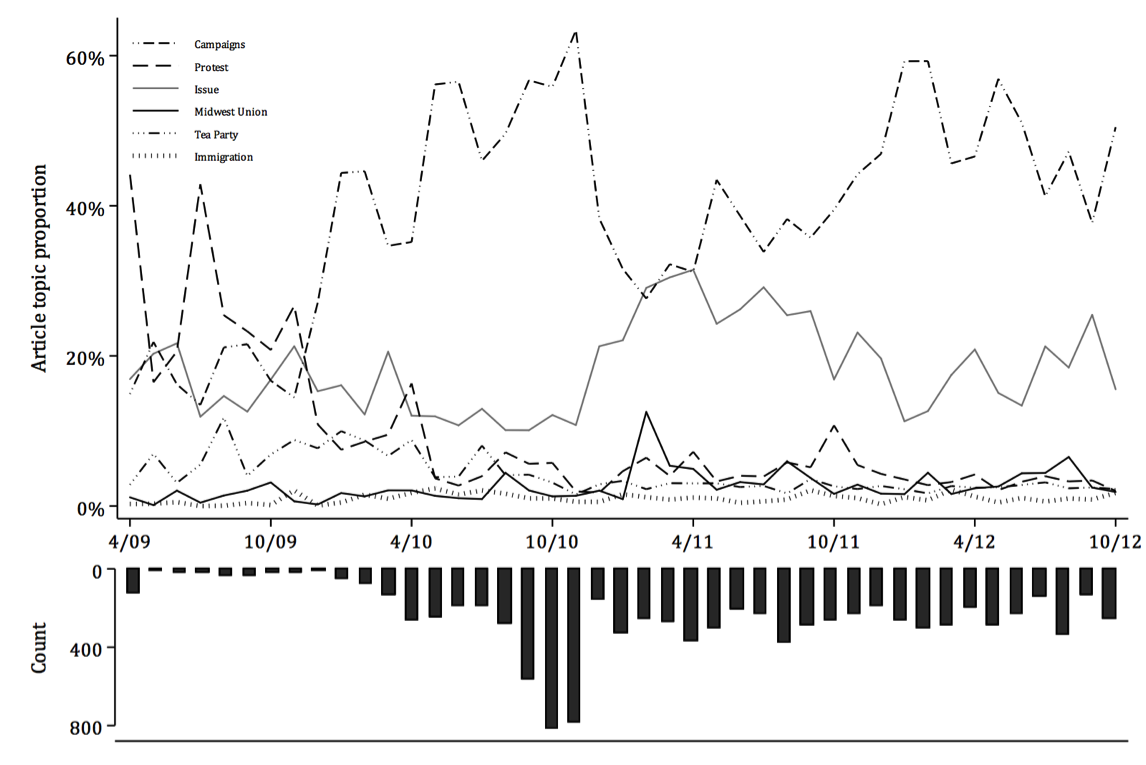 Campaigns
Protest
Issue
Midwest Union
Tea Party
Immigration
Article topic proportion
60%
40%
20%
0%
4/09 10/09 4/10 10/10 4/11 10/11 4/12 10/12
Count
0
400
800